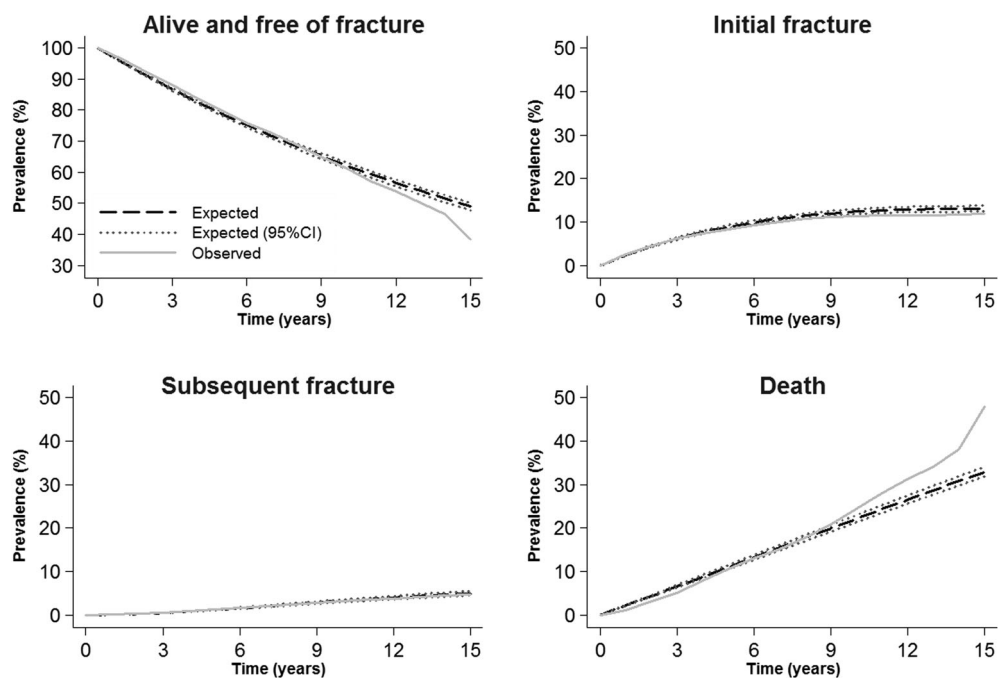 Alive and free of fracture
Prevalence (%)
100
90
80
70
60
50
40
30
Expected
Expected (95%CI)
Observed
0 3 6 9 12 15
Time (years)
Initial fracture
Prevalence (%)
50
40
30
20
10
0
0 3 6 9 12 15
Time (years)
Subsequent fracture
Prevalence (%)
50
40
30
20
10
0
0 3 6 9 12 15
Time (years)
Death
Prevalence (%)
50
40
30
20
10
0
0 3 6 9 12 15
Time (years)